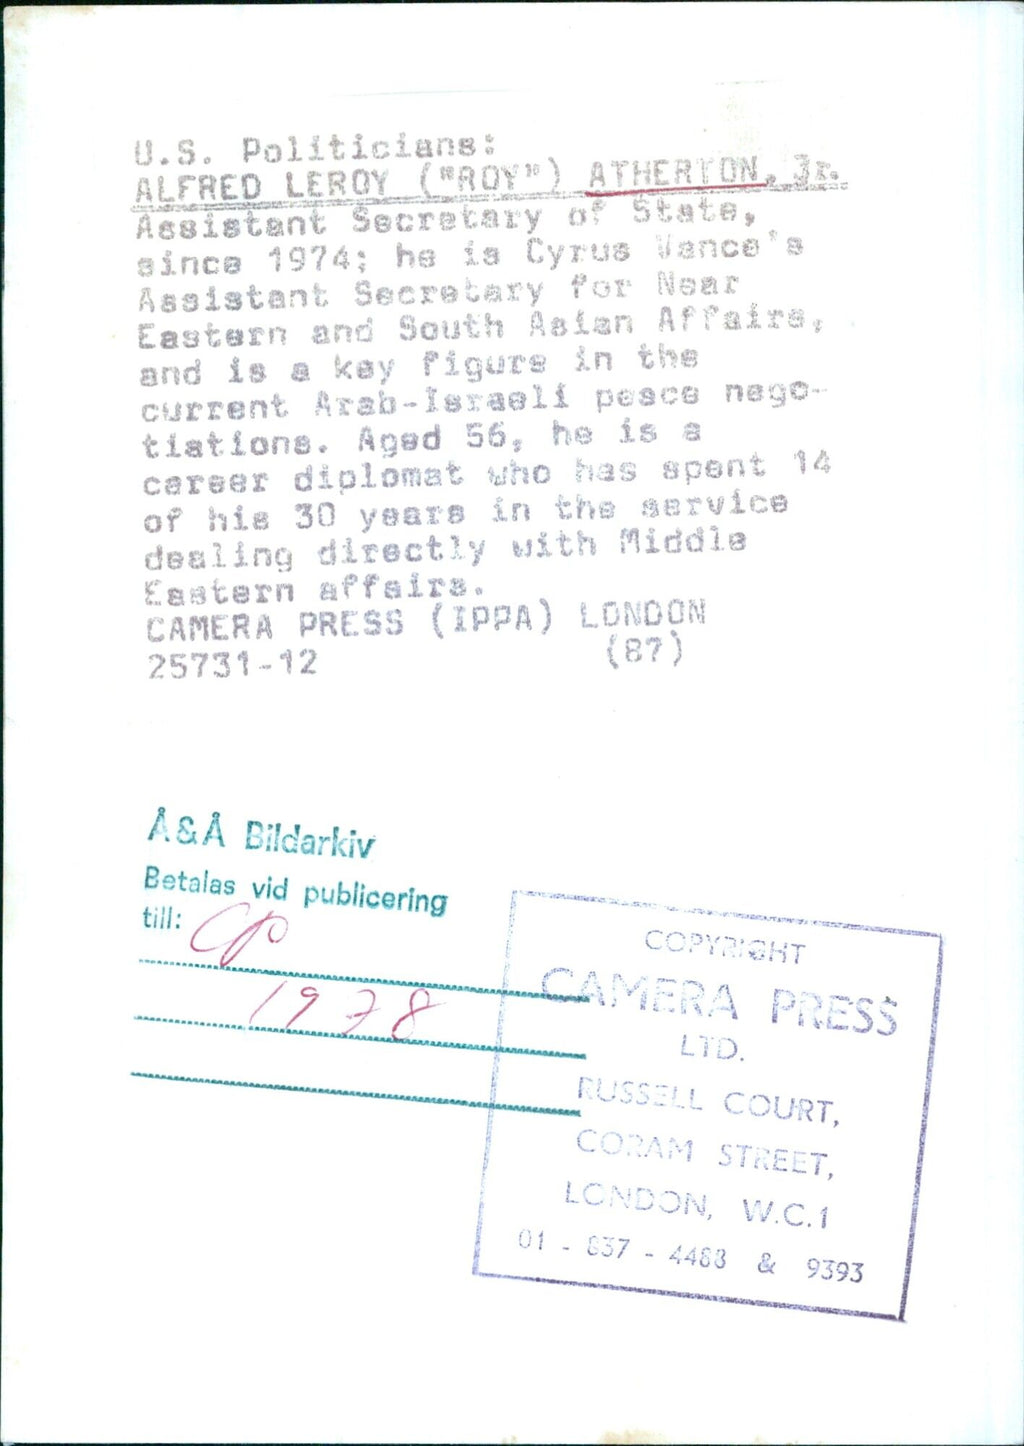 U.S. Politicians:
ALFRED LEROY ("ROY") ATHERTON, Jr.
Assistant Secretary of State,
since 1974; he is Cyrus Vance's
Assistant Secretary for Near
Eastern and South Asian Affairs,
and is a key figure in the
current Arab-Israeli peace nego-
tiations. Aged 56, he is a
career diplomat who has spent 14
of his 30 years in the service
dealing directly with Middle
Eastern affairs.
CAMERA PRESS (IPPA) LONDON
25731-12 (87)
Å&Å Bildarkiv
Betalas vid publicering
till: CP
1978
COPYRIGHT
CAMERA PRESS
LTD.
RUSSELL COURT,
CORAM STREET,
LONDON, W.C.1
01 - 837 - 4488 & 9393